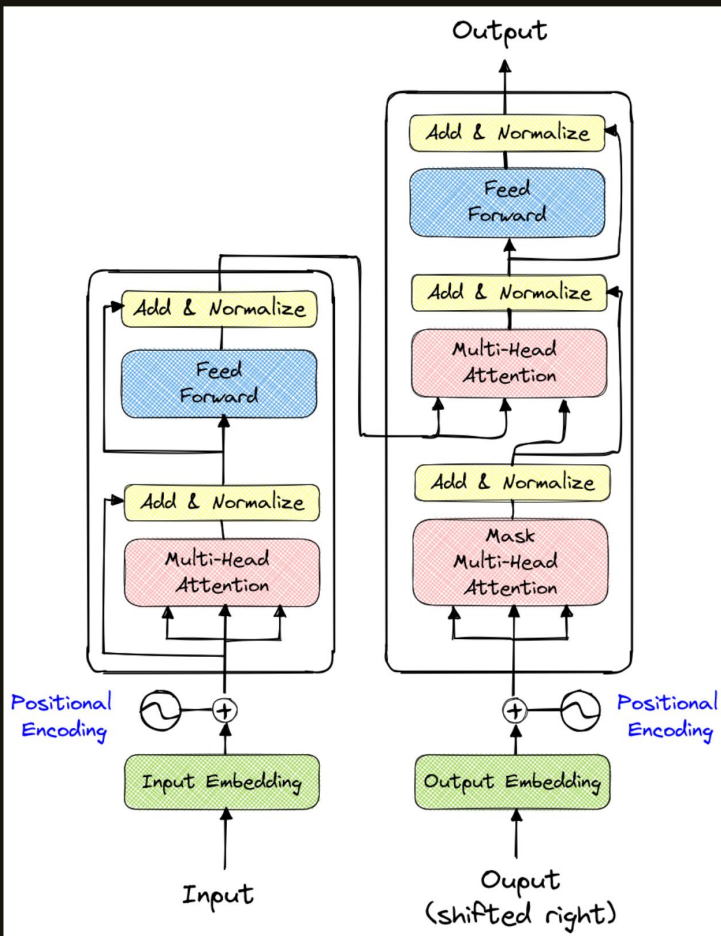 Output
Add & Normalize
Feed
Forward
Add & Normalize
Multi-Head
Attention
Add & Normalize
Mask
Multi-Head
Attention
Add & Normalize
Feed
Forward
Add & Normalize
Multi-Head
Attention
Positional
Encoding
Positional
Encoding
Input Embedding
Output Embedding
Input
Ouput
(shifted right)